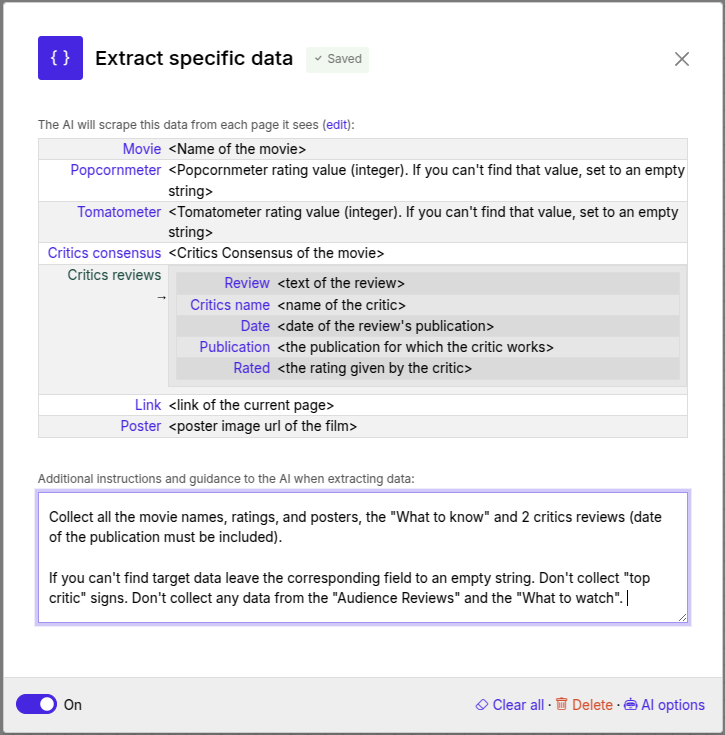 { } Extract specific data ✓ Saved
The AI will scrape this data from each page it sees (edit):
Movie <Name of the movie>
Popcornmeter <Popcornmeter rating value (integer). If you can't find that value, set to an empty
string>
Tomatometer <Tomatometer rating value (integer). If you can't find that value, set to an empty
string>
Critics consensus <Critics Consensus of the movie>
Critics reviews
→
Review <text of the review>
Critics name <name of the critic>
Date <date of the review's publication>
Publication <the publication for which the critic works>
Rated <the rating given by the critic>
Link <link of the current page>
Poster <poster image url of the film>
Additional instructions and guidance to the AI when extracting data:
Collect all the movie names, ratings, and posters, the "What to know" and 2 critics reviews (date
of the publication must be included).
If you can't find target data leave the corresponding field to an empty string. Don't collect "top
critic" signs. Don't collect any data from the "Audience Reviews" and the "What to watch".
On Clear all · Delete · AI options